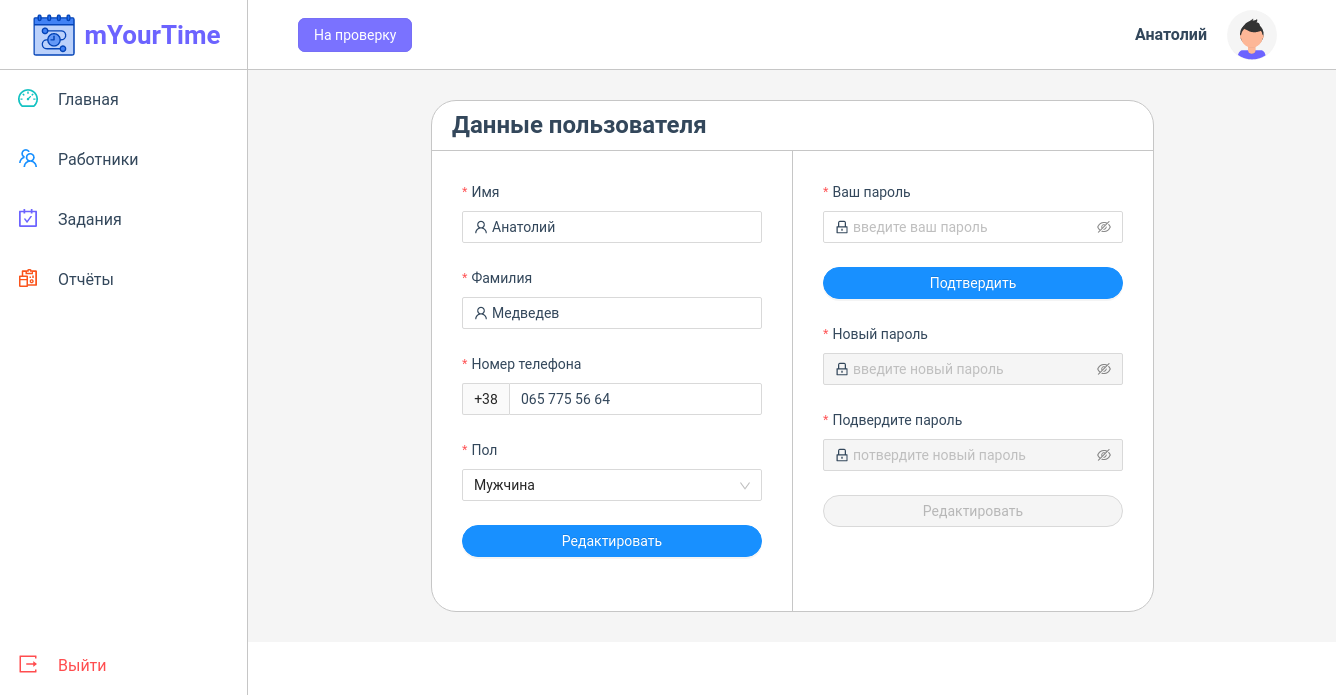 mYourTime
На проверку
Анатолий
Главная
Работники
Задания
Отчёты
Выйти
Данные пользователя
* Имя
Анатолий
* Фамилия
Медведев
* Номер телефона
+38 065 775 56 64
* Пол
Мужчина
Редактировать
* Ваш пароль
введите ваш пароль
Подтвердить
* Новый пароль
введите новый пароль
* Подвердите пароль
потвердите новый пароль
Редактировать